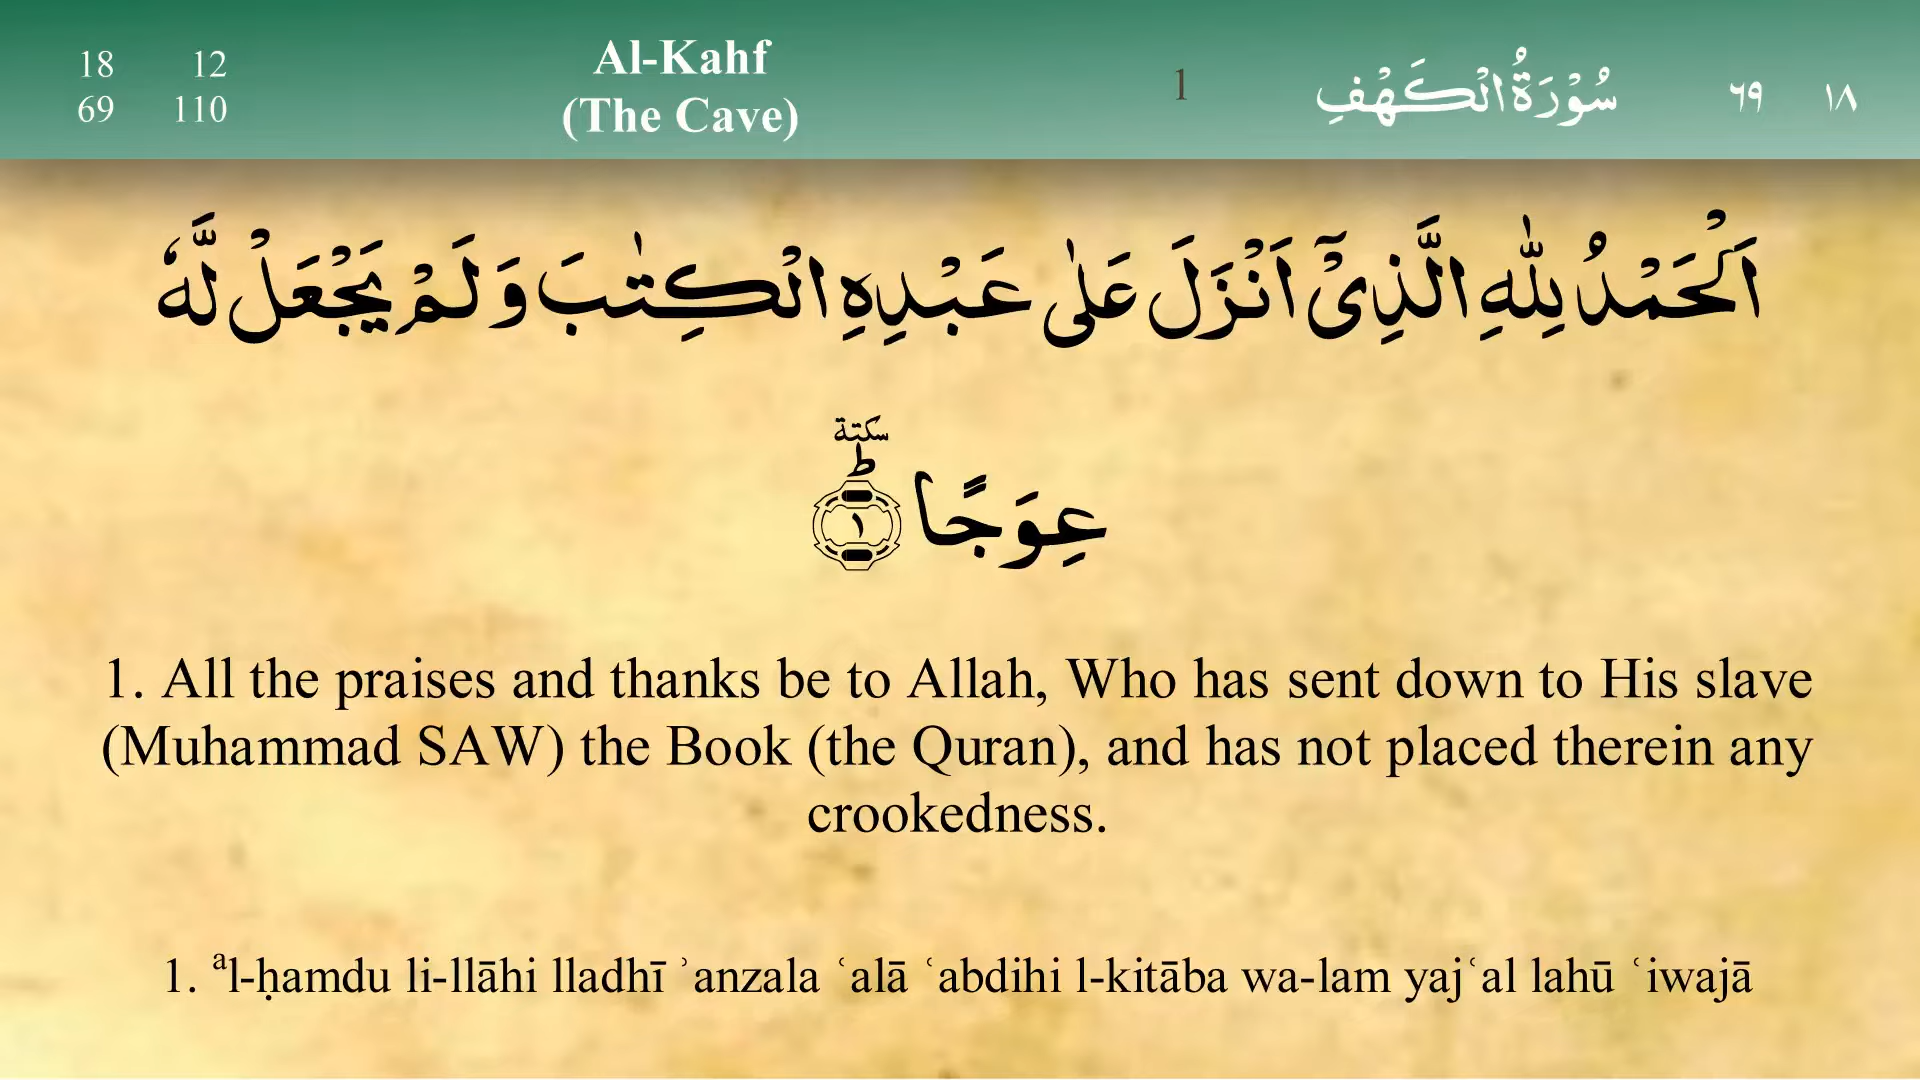 18 12
69 110
Al-Kahf
(The Cave)
1
سُوْرَةُ الْكَهْفِ
٦٩ ١٨
اَلْحَمْدُ لِلّٰهِ الَّذِیْۤ اَنْزَلَ عَلٰی عَبْدِهِ الْكِتٰبَ وَ لَمْ یَجْعَلْ لَّهٗ
عِوَجًا ؕ سكتة ١
1. All the praises and thanks be to Allah, Who has sent down to His slave
(Muhammad SAW) the Book (the Quran), and has not placed therein any
crookedness.
1. ᵃl-ḥamdu li-llāhi lladhī ʾanzala ʿalā ʿabdihi l-kitāba wa-lam yajʿal lahū ʿiwajā